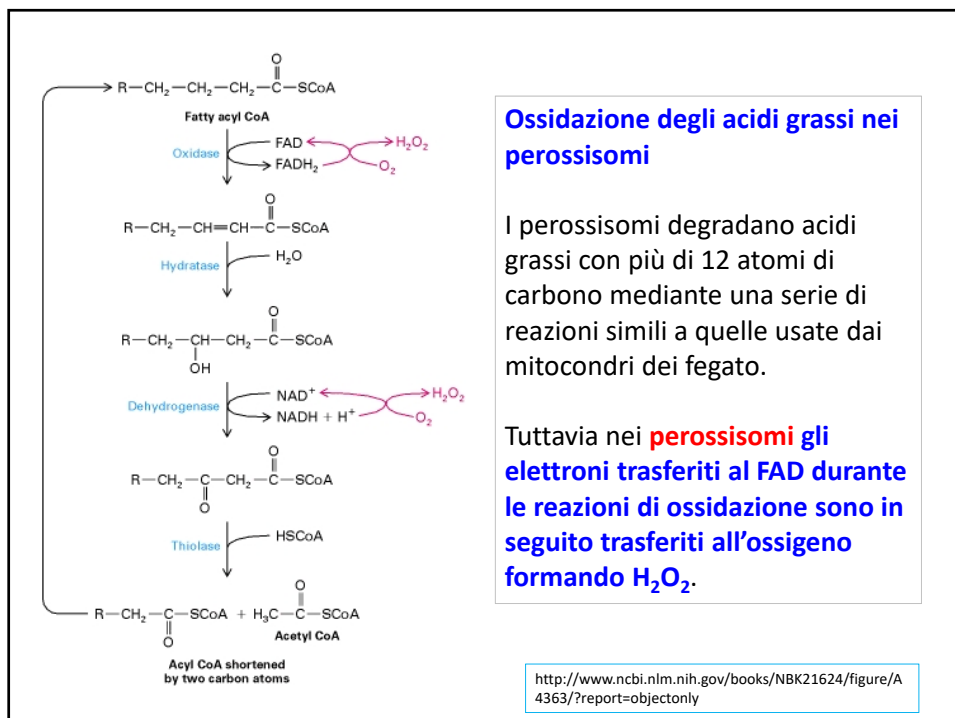 O
R—CH₂—CH₂—CH₂—C—SCoA
Fatty acyl CoA
Oxidase
FAD
FADH₂
H₂O₂
O₂
O
R—CH₂—CH=CH—C—SCoA
Hydratase
H₂O
O
R—CH₂—CH—CH₂—C—SCoA
OH
Dehydrogenase
NAD⁺
NADH + H⁺
H₂O₂
O₂
O
R—CH₂—C—CH₂—C—SCoA
O
Thiolase
HSCoA
O
R—CH₂—C—SCoA + H₃C—C—SCoA
O
Acetyl CoA
Acyl CoA shortened
by two carbon atoms
Ossidazione degli acidi grassi nei
perossisomi
I perossisomi degradano acidi
grassi con più di 12 atomi di
carbono mediante una serie di
reazioni simili a quelle usate dai
mitocondri dei fegato.
Tuttavia nei perossisomi gli
elettroni trasferiti al FAD durante
le reazioni di ossidazione sono in
seguito trasferiti all’ossigeno
formando H₂O₂.
http://www.ncbi.nlm.nih.gov/books/NBK21624/figure/A
4363/?report=objectonly